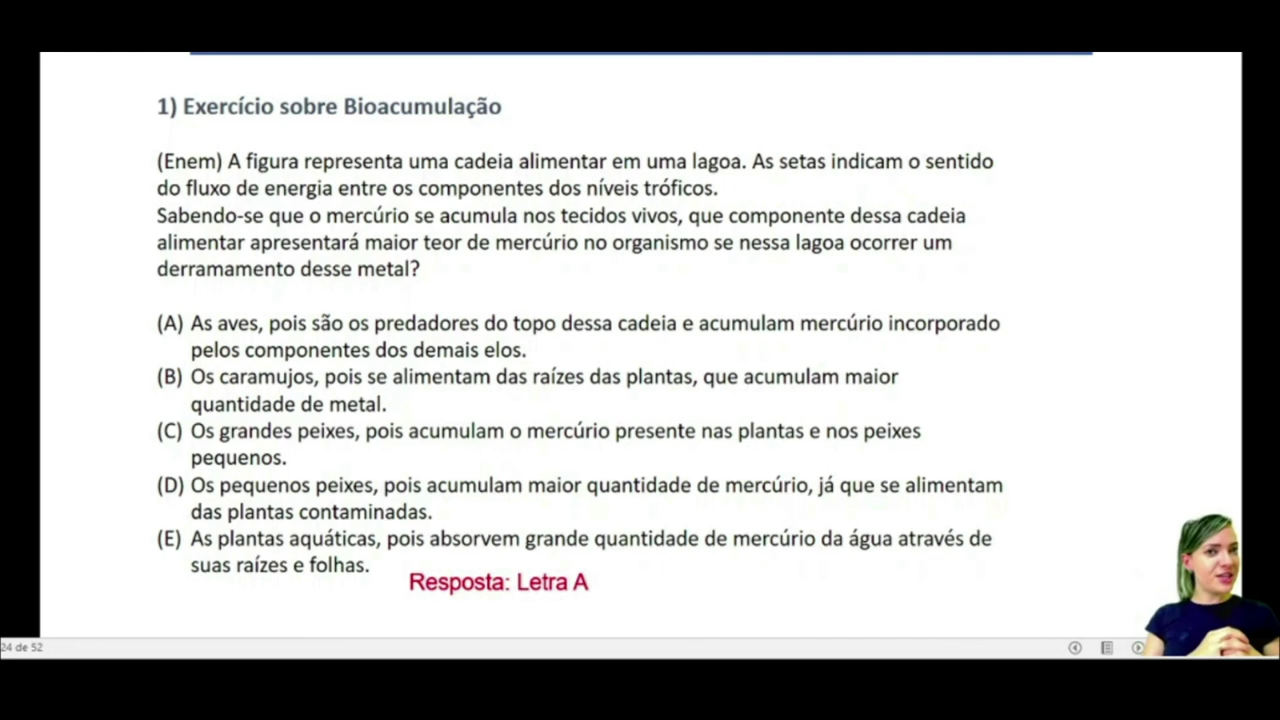 1) Exercício sobre Bioacumulação
(Enem) A figura representa uma cadeia alimentar em uma lagoa. As setas indicam o sentido
do fluxo de energia entre os componentes dos níveis tróficos.
Sabendo-se que o mercúrio se acumula nos tecidos vivos, que componente dessa cadeia
alimentar apresentará maior teor de mercúrio no organismo se nessa lagoa ocorrer um
derramamento desse metal?
(A) As aves, pois são os predadores do topo dessa cadeia e acumulam mercúrio incorporado
pelos componentes dos demais elos.
(B) Os caramujos, pois se alimentam das raízes das plantas, que acumulam maior
quantidade de metal.
(C) Os grandes peixes, pois acumulam o mercúrio presente nas plantas e nos peixes
pequenos.
(D) Os pequenos peixes, pois acumulam maior quantidade de mercúrio, já que se alimentam
das plantas contaminadas.
(E) As plantas aquáticas, pois absorvem grande quantidade de mercúrio da água através de
suas raízes e folhas.
Resposta: Letra A
24 de 52